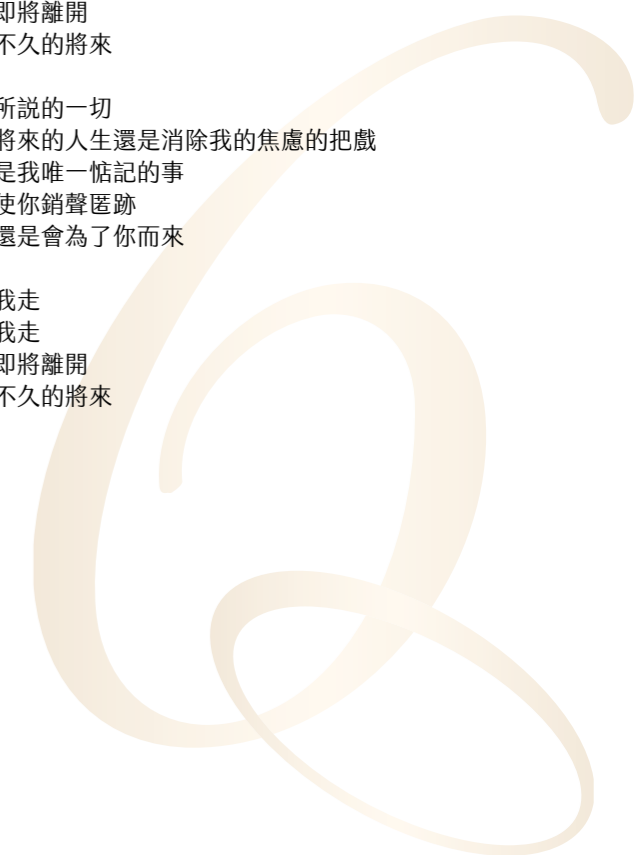 即將離開
不久的將來
所説的一切
將來的人生還是消除我的焦慮的把戲
是我唯一惦記的事
使你銷聲匿跡
還是會為了你而來
我走
我走
即將離開
不久的將來